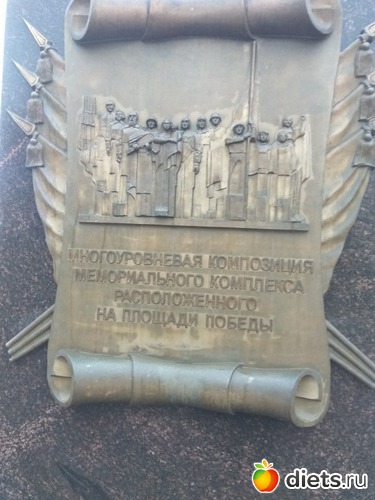 МНОГОУРОВНЕВАЯ КОМПОЗИЦИЯ
МЕМОРИАЛЬНОГО КОМПЛЕКСА
РАСПОЛОЖЕННОГО
НА ПЛОЩАДИ ПОБЕДЫ
diets.ru